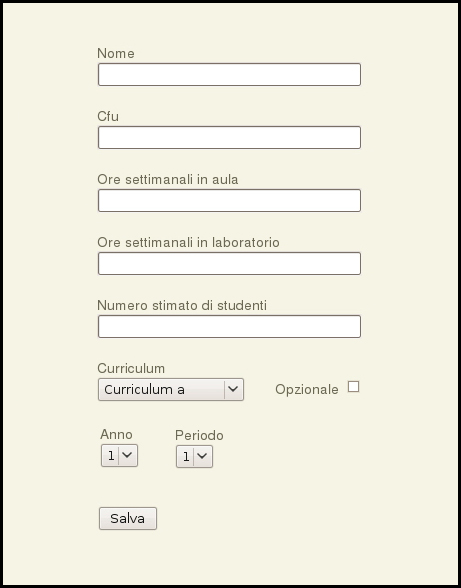 Nome
Cfu
Ore settimanali in aula
Ore settimanali in laboratorio
Numero stimato di studenti
Curriculum
Curriculum a
Opzionale
Anno
Periodo
1
1
Salva